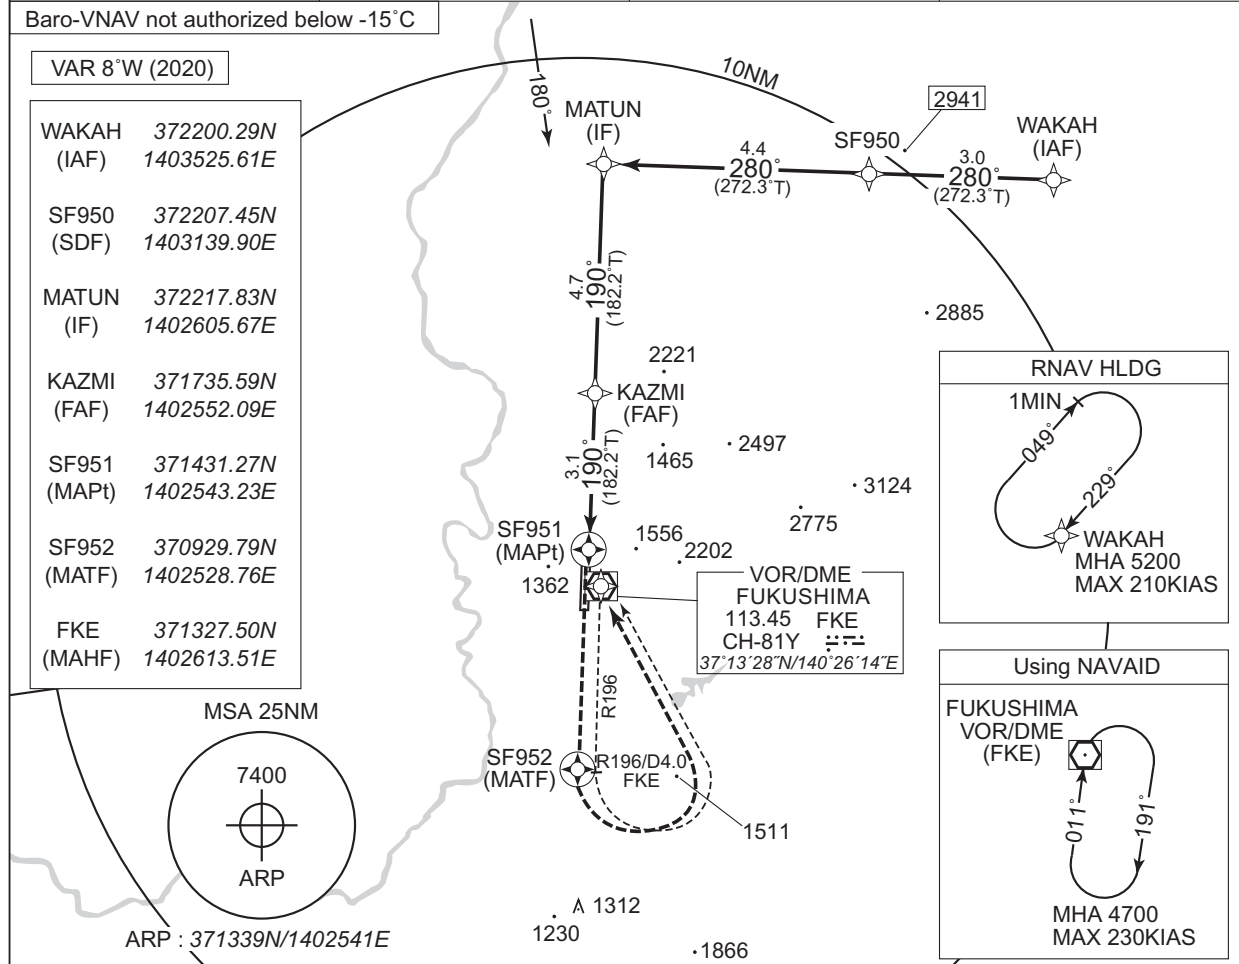 Baro-VNAV not authorized below -15˚C
VAR 8˚W (2020)
WAKAH 372200.29N
(IAF) 1403525.61E
SF950 372207.45N
(SDF) 1403139.90E
MATUN 372217.83N
(IF) 1402605.67E
KAZMI 371735.59N
(FAF) 1402552.09E
SF951 371431.27N
(MAPt) 1402543.23E
SF952 370929.79N
(MATF) 1402528.76E
FKE 371327.50N
(MAHF) 1402613.51E
MSA 25NM
7400
ARP
ARP : 371339N/1402541E
180˚
10NM
MATUN
(IF)
4.4
280˚
(272.3˚T)
SF950
2941
3.0
280˚
(272.3˚T)
WAKAH
(IAF)
4.7
190˚
(182.2˚T)
2885
2221
KAZMI
(FAF)
3.1
190˚
(182.2˚T)
1465
2497
3124
2775
SF951
(MAPt)
1556
2202
1362
VOR/DME
FUKUSHIMA
113.45 FKE
CH-81Y
37˚13´28˝N/140˚26´14˝E
R196
SF952
(MATF)
R196/D4.0
FKE
1511
1312
1230
1866
RNAV HLDG
1MIN
049˚
229˚
WAKAH
MHA 5200
MAX 210KIAS
Using NAVAID
FUKUSHIMA
VOR/DME
(FKE)
011˚
191˚
MHA 4700
MAX 230KIAS